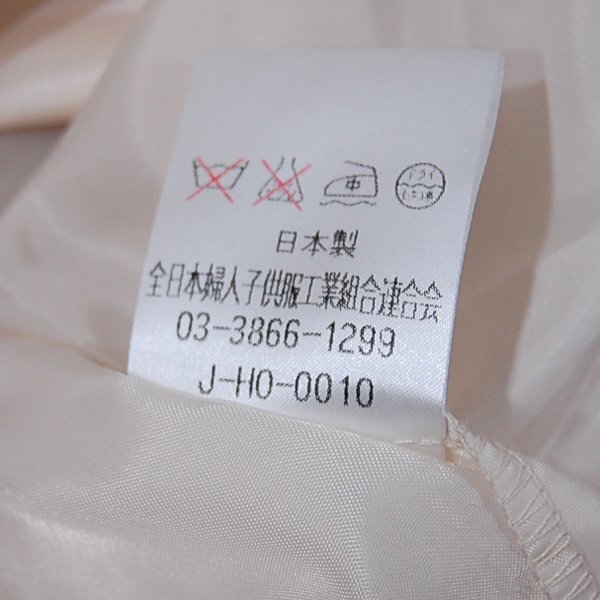 中
ドライ
日本製
全日本婦人子供服工業組合連合会
03-3866-1299
J-HO-0010